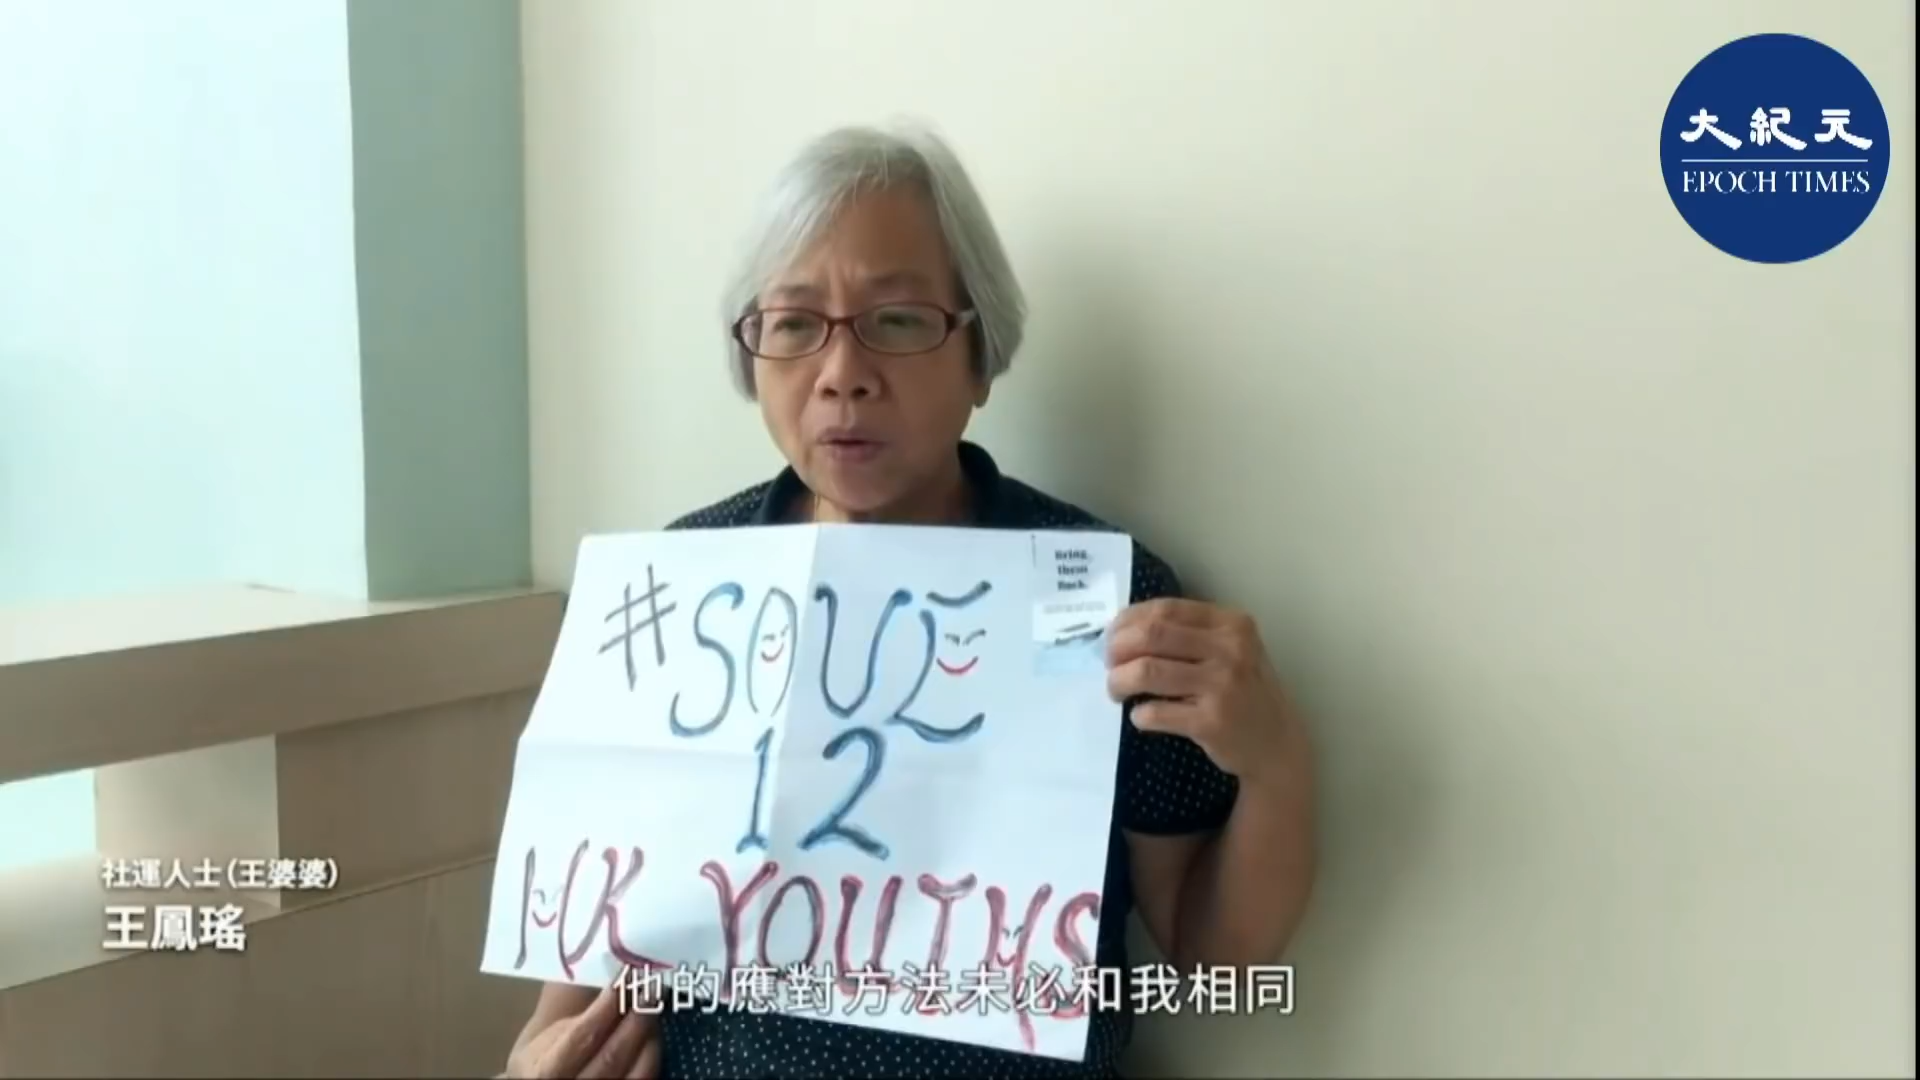 大紀元
EPOCH TIMES
Bring
them
Back.
#SAVE
12
HK YOUTHS
社運人士(王婆婆)
王鳳瑤
他的應對方法未必和我相同